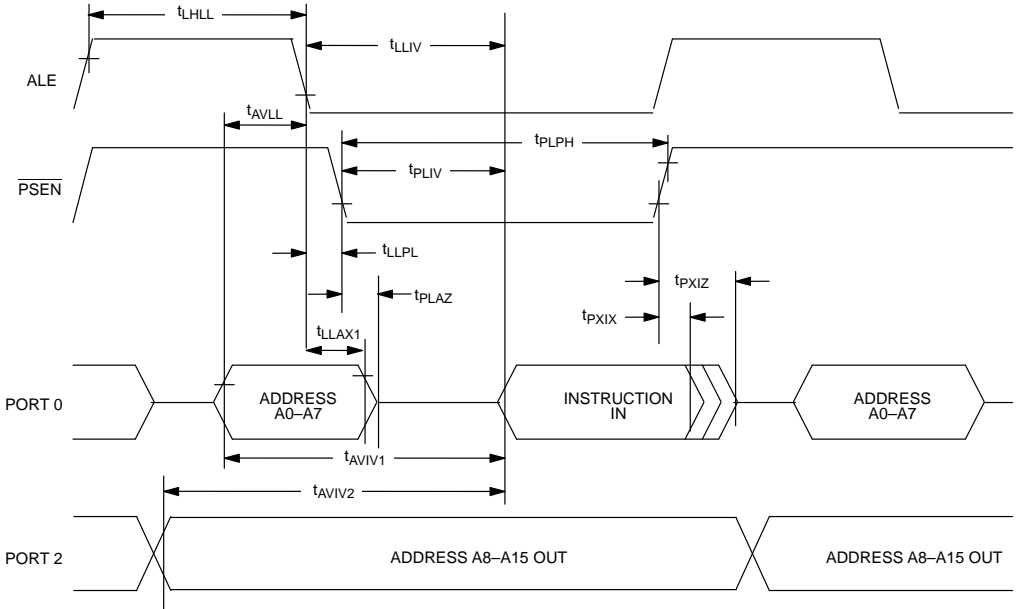 tLHLL
tLLIV
ALE
tAVLL
tPLPH
PSEN
tPLIV
tLLPL
tPLAZ
tPXIZ
tPXIX
tLLAX1
PORT 0
ADDRESS
A0–A7
INSTRUCTION
IN
ADDRESS
A0–A7
tAVIV1
tAVIV2
PORT 2
ADDRESS A8–A15 OUT
ADDRESS A8–A15 OUT